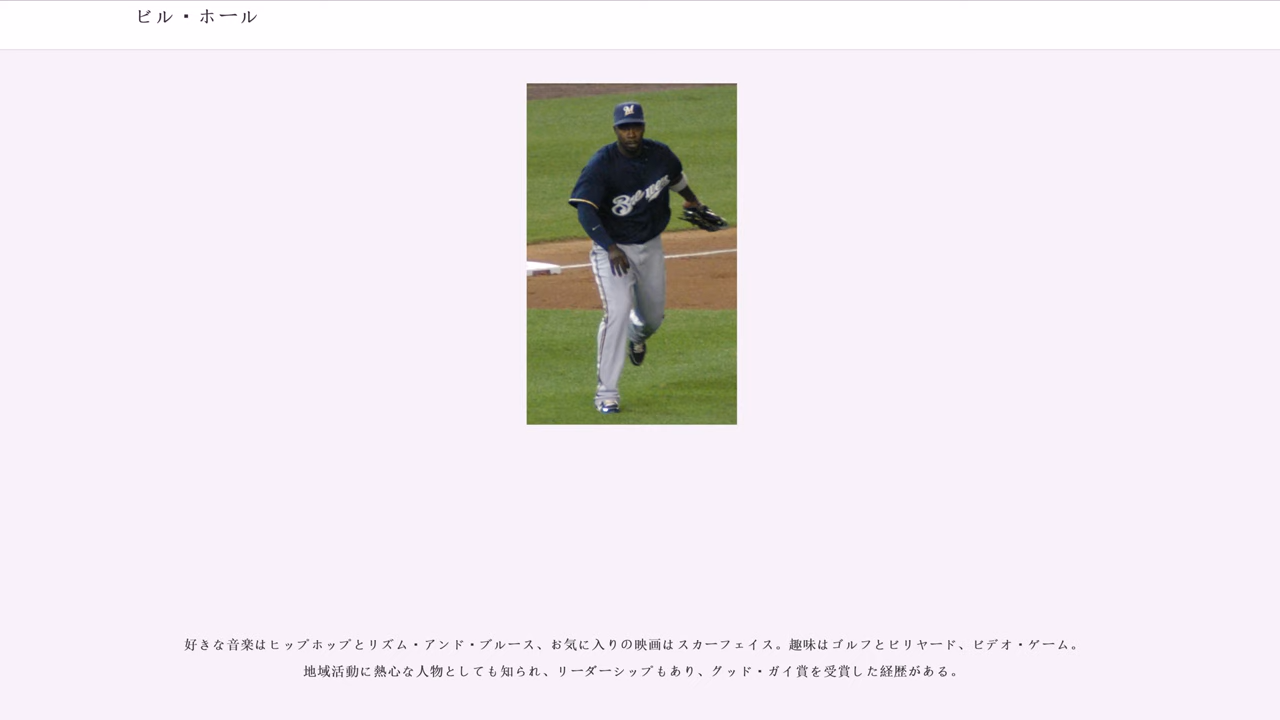 ビル・ホール
Brewers
好きな音楽はヒップホップとリズム・アンド・ブルース、お気に入りの映画はスカーフェイス。趣味はゴルフとビリヤード、ビデオ・ゲーム。
地域活動に熱心な人物としても知られ、リーダーシップもあり、グッド・ガイ賞を受賞した経歴がある。